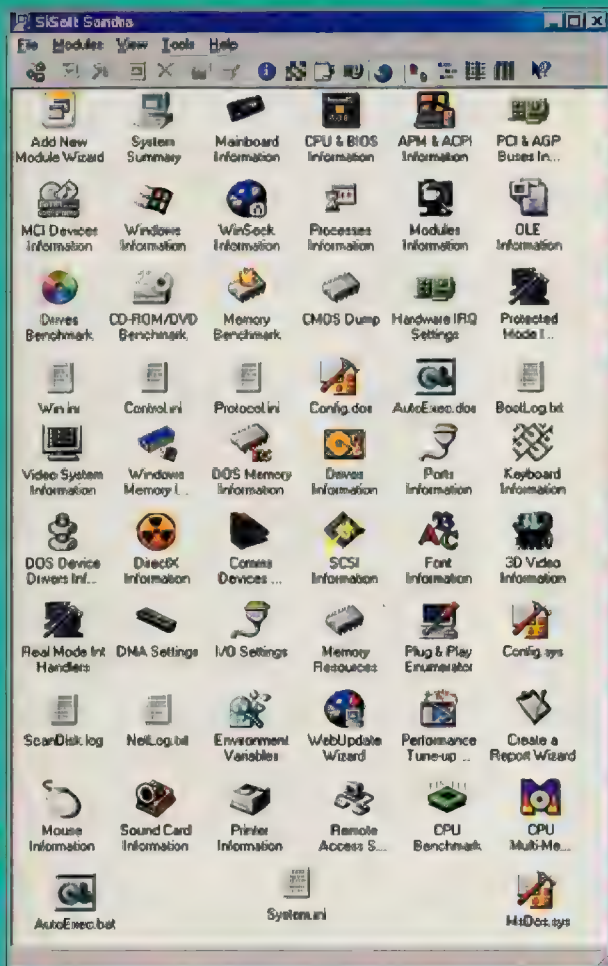 SiSoft Sandra
File Modules View Tools Help
Add New System Mainboard CPU & BIOS APM & ACPI PCI & AGP
Module Wizard Summary Information Information Information Buses In...
MCI Devices Windows WinSock Processes Modules OLE
Information Information Information Information Information Information
Drives CD-ROM/DVD Memory CMOS Dump Hardware IRQ Protected
Benchmark Benchmark Benchmark Settings Mode I...
Win.ini Control.ini Protocol.ini Config.dos AutoExec.dos BootLog.txt
Video System Windows DOS Memory Drives Ports Keyboard
Information Memory I... Information Information Information Information
DOS Device DirectX Comms SCSI Font 3D Video
Drivers Inf... Information Devices ... Information Information Information
Real Mode Int DMA Settings I/O Settings Memory Plug & Play Config.sys
Handlers Resources Enumerator
ScanDisk.log NetLog.txt Environment WebUpdate Performance Create a
Variables Wizard Tune-up ... Report Wizard
Mouse Sound Card Printer Remote CPU CPU
Information Information Information Access S... Benchmark Multi-Me...
AutoExec.bat System.ini MsDos.sys